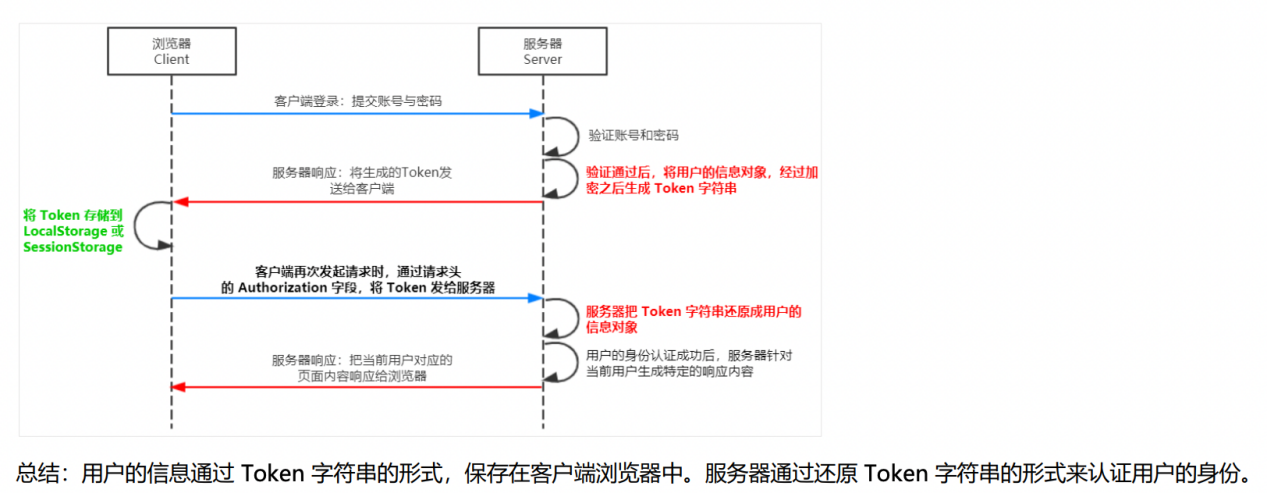 浏览器
Client
服务器
Server
客户端登录：提交账号与密码
验证账号和密码
服务器响应：将生成的Token发
送给客户端
验证通过后，将用户的信息对象，经过加
密之后生成 Token 字符串
将 Token 存储到
LocalStorage 或
SessionStorage
客户端再次发起请求时，通过请求头
的 Authorization 字段，将 Token 发给服务器
服务器把 Token 字符串还原成用户的
信息对象
用户的身份认证成功后，服务器针对
当前用户生成特定的响应内容
服务器响应：把当前用户对应的
页面内容响应给浏览器
总结：用户的信息通过 Token 字符串的形式，保存在客户端浏览器中。服务器通过还原 Token 字符串的形式来认证用户的身份。